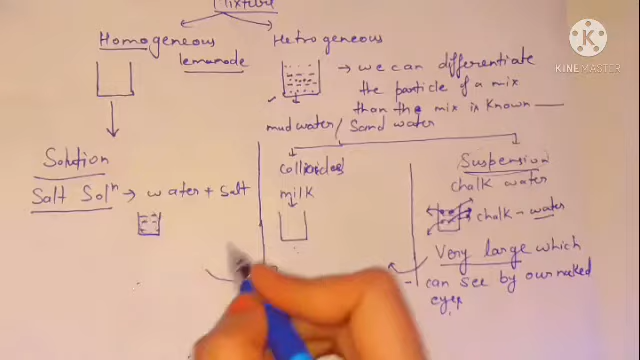 Mixture
Homogeneous
lemonade
Hetrogeneous
we can differentiate
the particle of a mix
than the mix is known
mud water / Sand water
Solution
Salt Solⁿ → water + Salt
milk
Suspension
chalk water
chalk → water
Very large which
can see by our naked
eyes
KINEMASTER